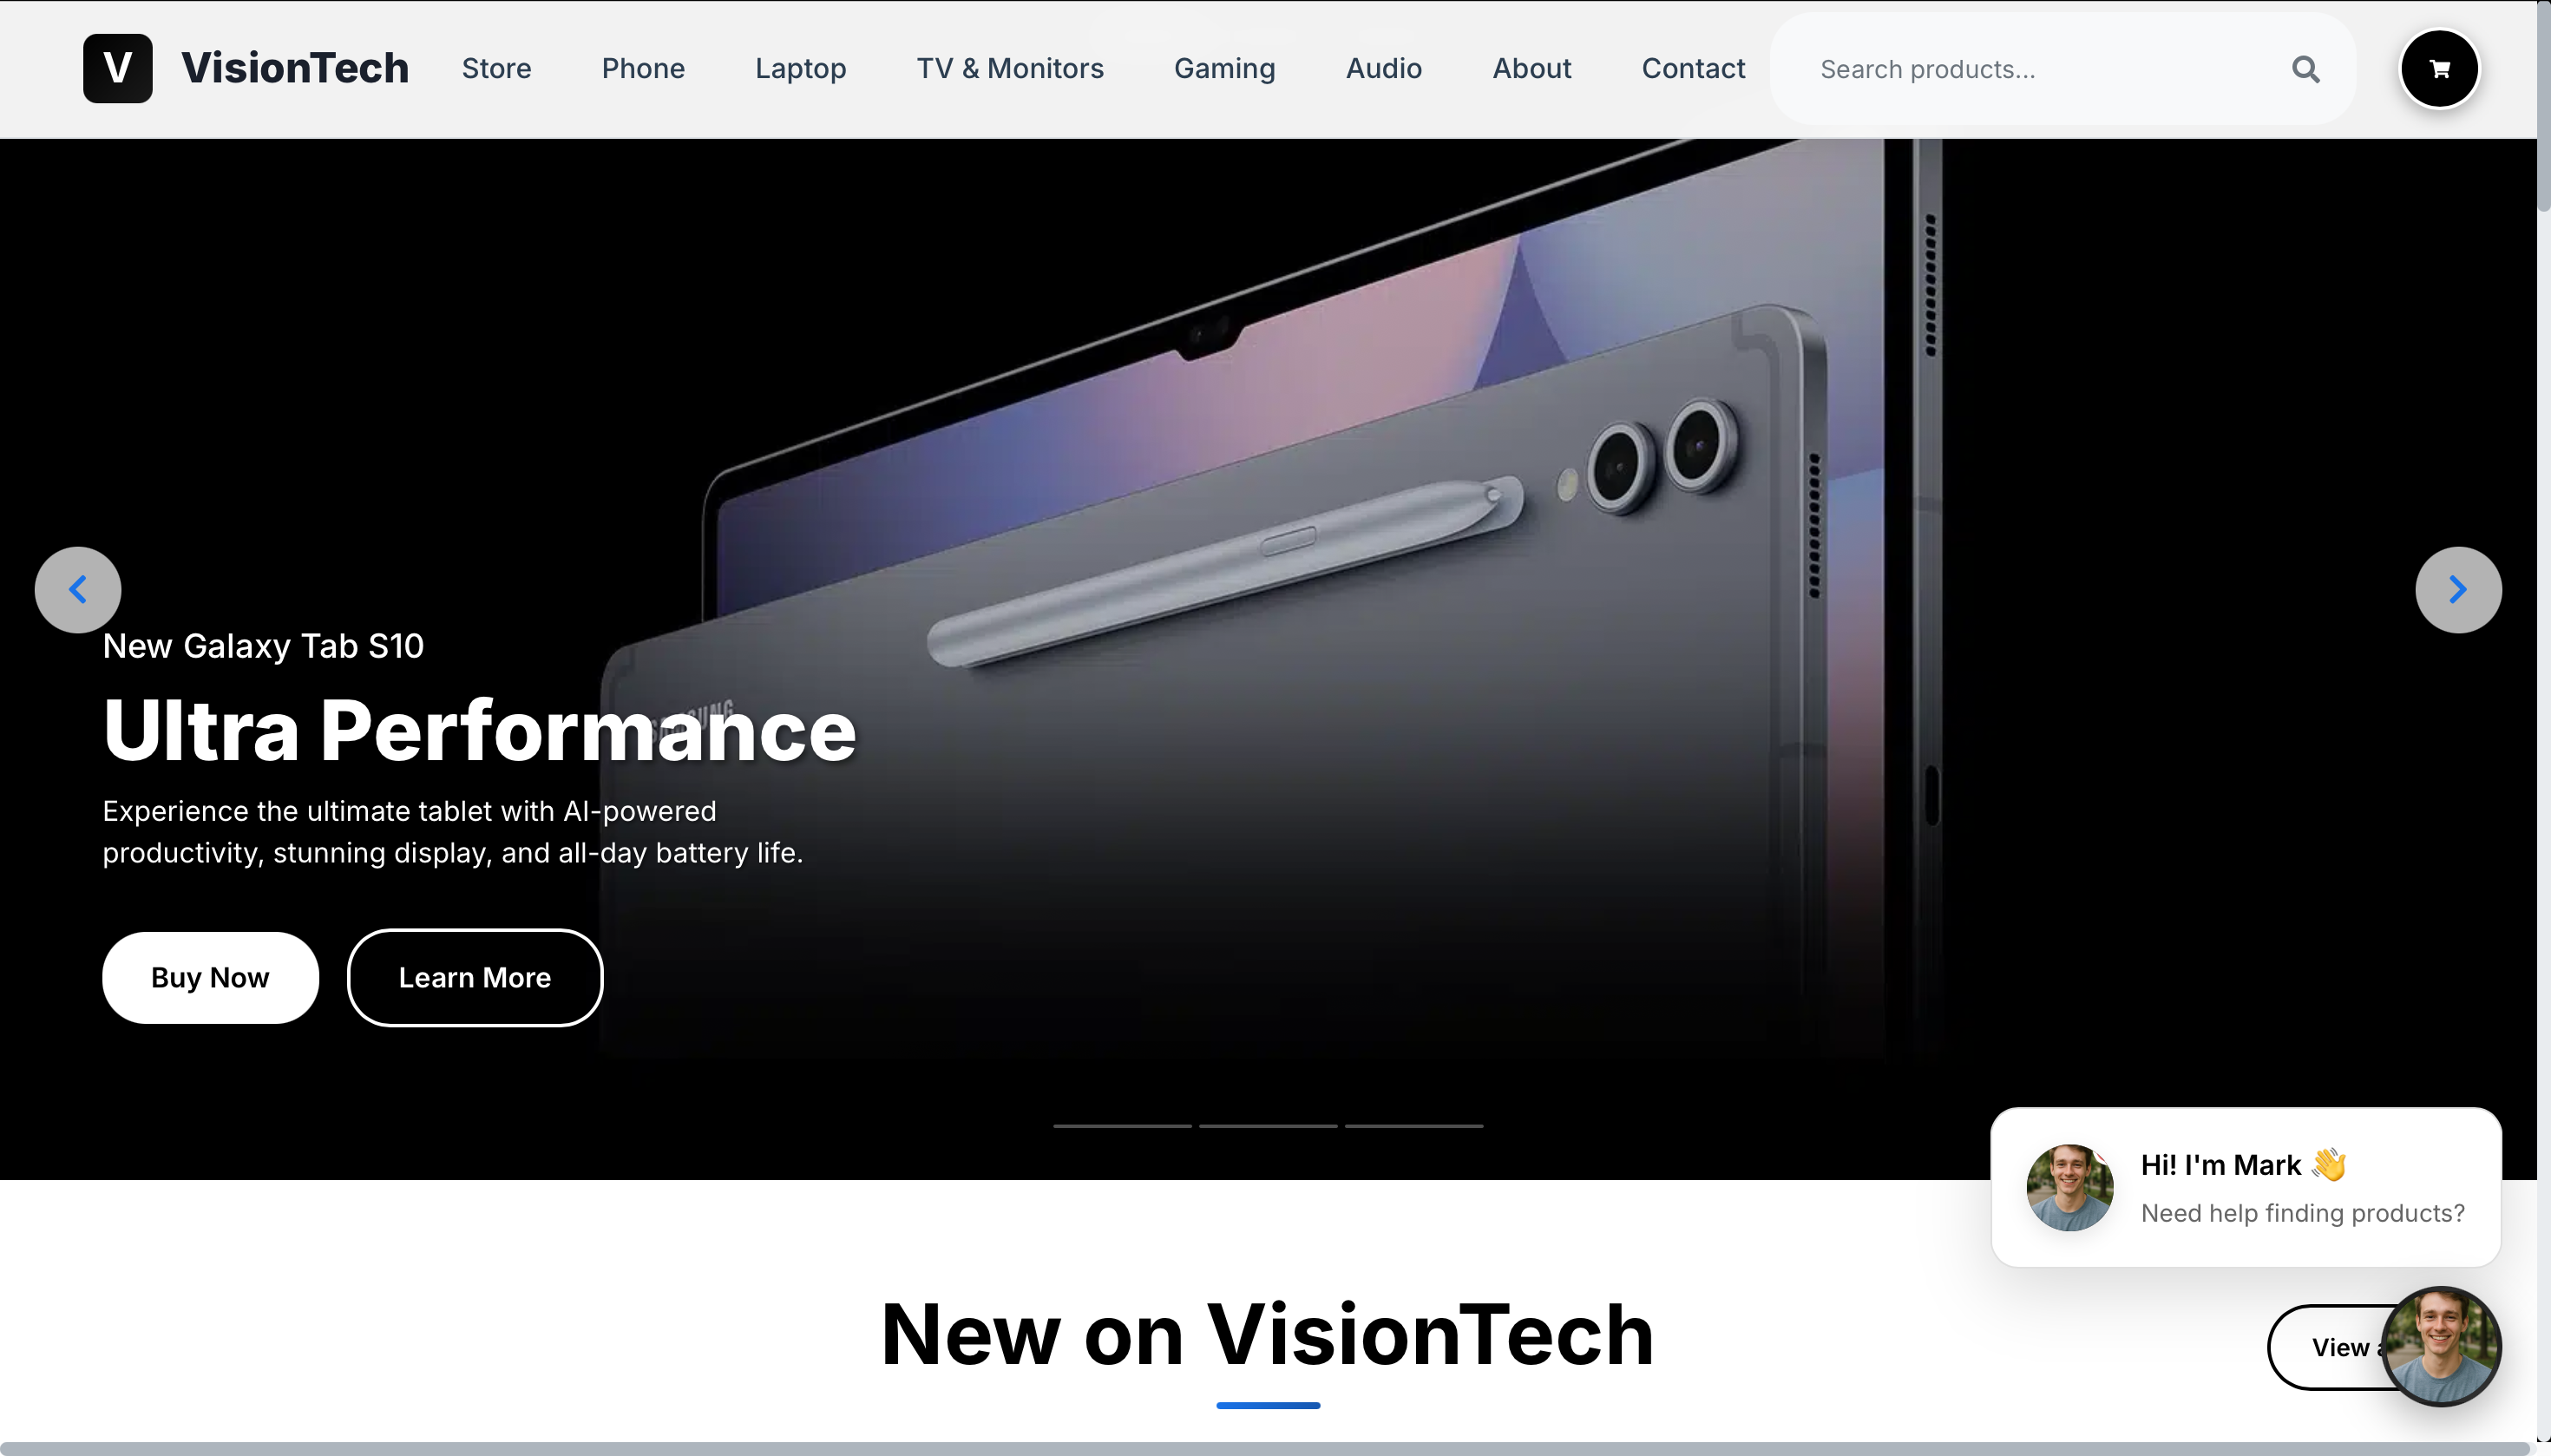 V
VisionTech
Store
Phone
Laptop
TV & Monitors
Gaming
Audio
About
Contact
Search products...
New Galaxy Tab S10
SAMSUNG
Ultra Performance
Experience the ultimate tablet with AI-powered
productivity, stunning display, and all-day battery life.
Buy Now
Learn More
Hi! I'm Mark 👋
Need help finding products?
New on VisionTech
View